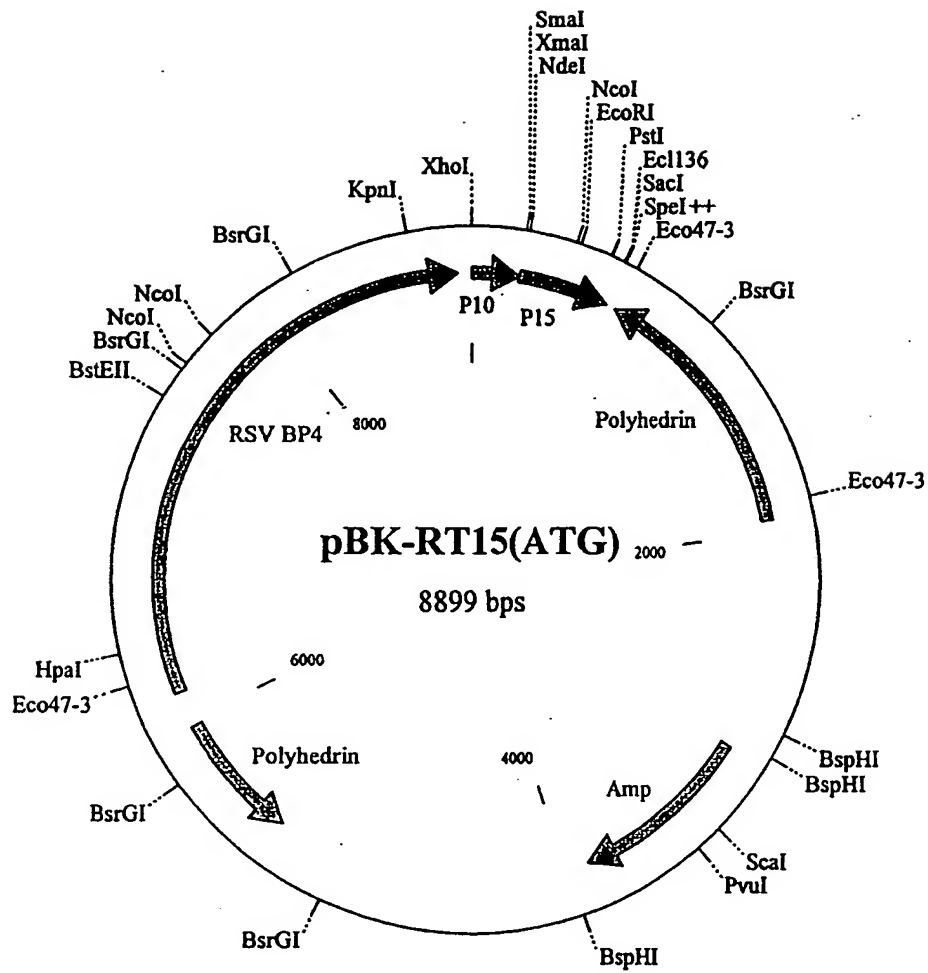 SmaI
XmaI
NdeI
NcoI
EcoRI
PstI
Ecl136
SacI
SpeI++
Eco47-3
XhoI
KpnI
BsrGI
BsrGI
NcoI
NcoI
BsrGI
BstEII
P10
P15
Polyhedrin
8000
RSV BP4
Eco47-3
pBK-RT15(ATG)
2000
8899 bps
HpaI
6000
Eco47-3
Polyhedrin
4000
Amp
BspHI
BspHI
BsrGI
ScaI
PvuI
BsrGI
BspHI